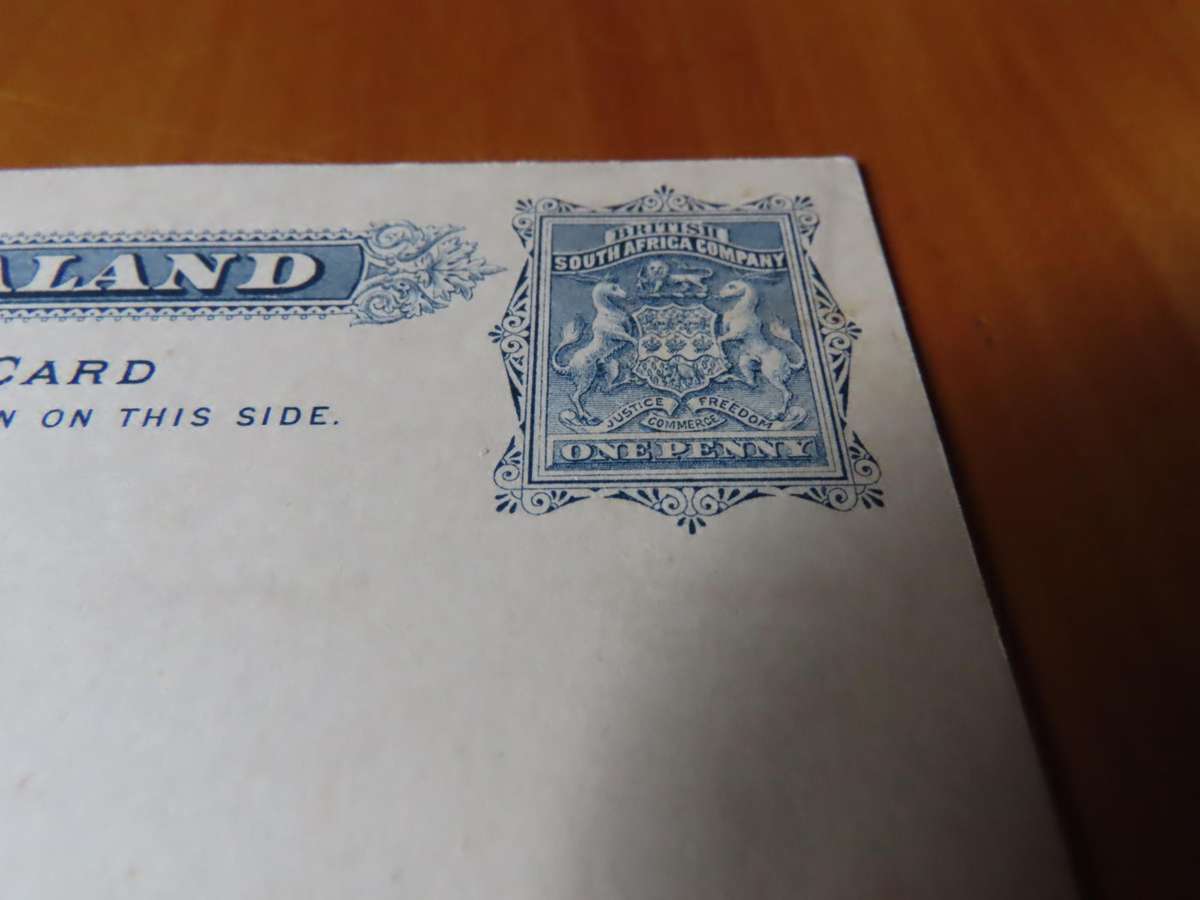 BRITISH
SOUTH AFRICA COMPANY
JUSTICE FREEDOM
COMMERCE
ONE PENNY
ALAND
CARD
N ON THIS SIDE.